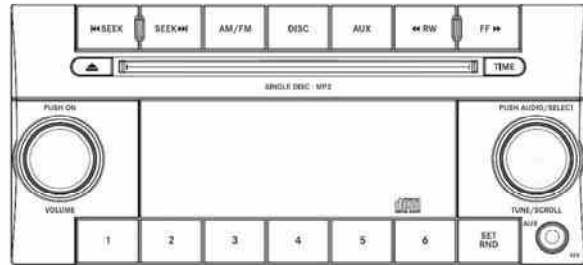 SEEK SEEK AM/FM DISC AUX RW FF
TIME
SINGLE DISC - MP3
PUSH ON PUSH AUDIO/SELECT
VOLUME TUNE/SCROLL
AUX
1 2 3 4 5 6 SET
RND